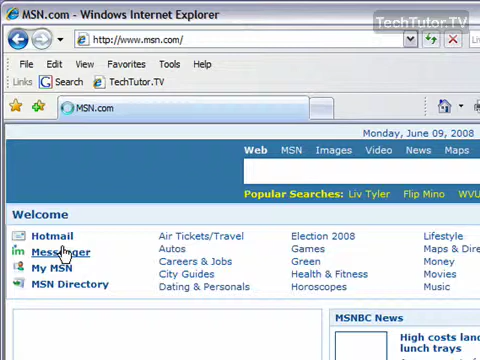 MSN.com - Windows Internet Explorer
TechTutor.TV
http://www.msn.com/
File Edit View Favorites Tools Help
Links Search TechTutor.TV
MSN.com
Monday, June 09, 2008
Web MSN Images Video News Maps
Popular Searches: Liv Tyler Flip Mino WVU
Welcome
Hotmail Air Tickets/Travel Election 2008 Lifestyle
Messenger Autos Games Maps & Dire
My MSN Careers & Jobs Green Money
City Guides Health & Fitness Movies
MSN Directory Dating & Personals Horoscopes Music
MSNBC News
High costs land
lunch trays